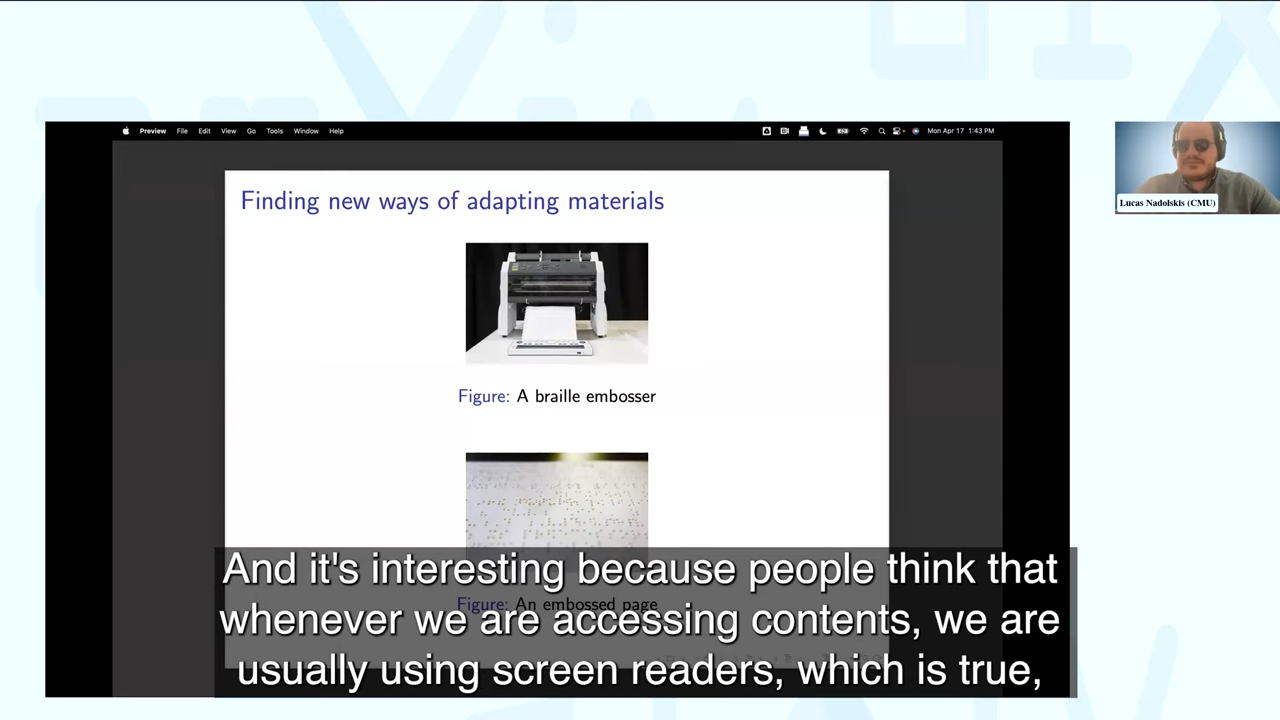 Preview File Edit View Go Tools Window Help
Mon Apr 17 1:43 PM
Finding new ways of adapting materials
Lucas Nadolskis (CMU)
Figure: A braille embosser
And it's interesting because people think that
Figure: An embossed page
whenever we are accessing contents, we are
usually using screen readers, which is true,